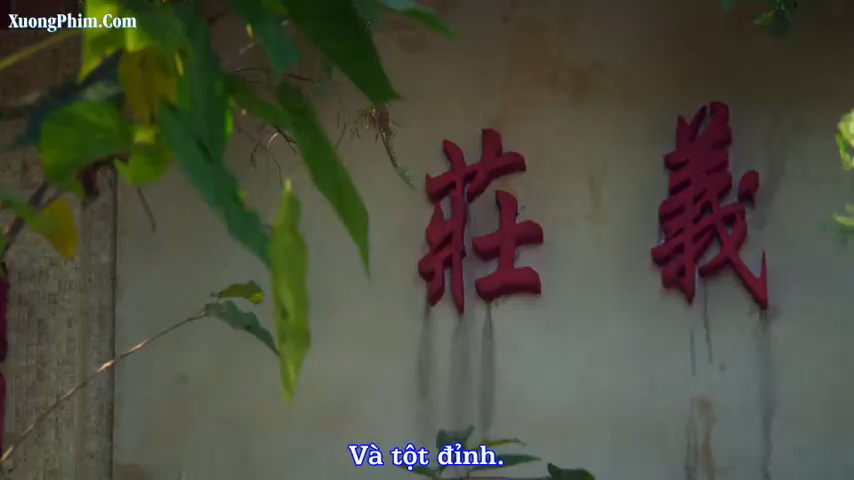 XuongPhim.Com
莊義
Và tột đỉnh.